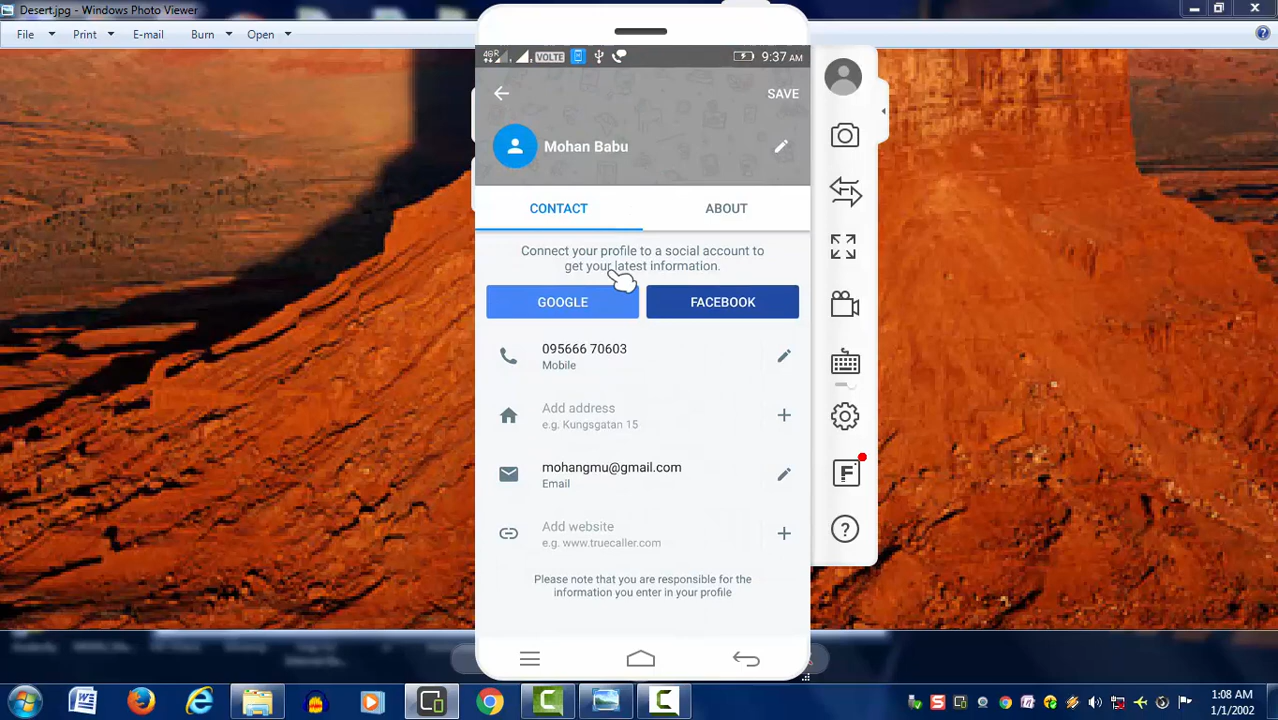 Desert.jpg - Windows Photo Viewer
File Print E-mail Burn Open
4GR VOLTE 9:37 AM
SAVE
Mohan Babu
CONTACT ABOUT
Connect your profile to a social account to
get your latest information.
GOOGLE FACEBOOK
095666 70603
Mobile
Add address
e.g. Kungsgatan 15
mohangmu@gmail.com
Email
Add website
e.g. www.truecaller.com
Please note that you are responsible for the
information you enter in your profile
1:08 AM
1/1/2002